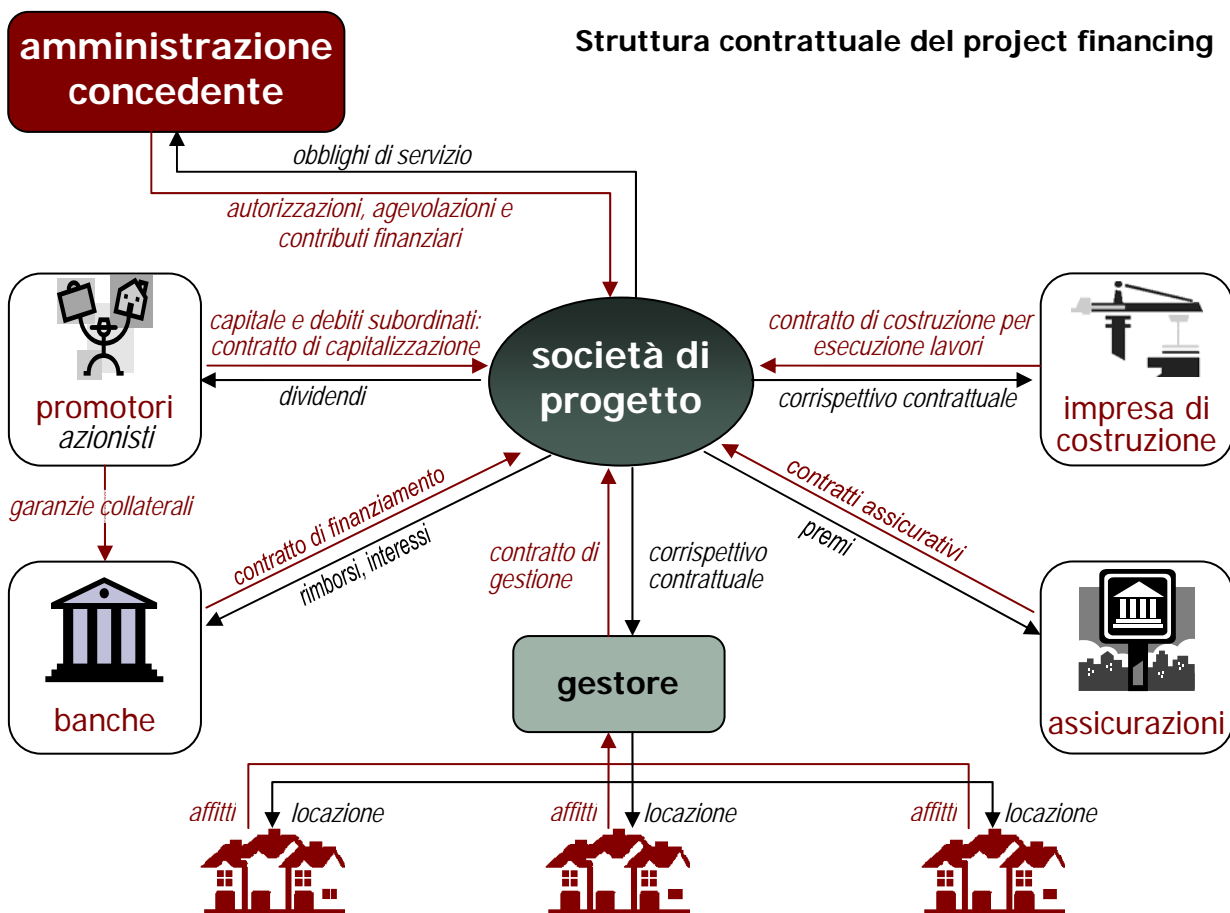 amministrazione
concedente
Struttura contrattuale del project financing
obblighi di servizio
autorizzazioni, agevolazioni e
contributi finanziari
promotori
azionisti
capitale e debiti subordinati:
contratto di capitalizzazione
dividendi
società di
progetto
contratto di costruzione per
esecuzione lavori
corrispettivo contrattuale
impresa di
costruzione
garanzie collaterali
contratto di finanziamento
rimborsi, interessi
contratto di
gestione
corrispettivo
contrattuale
contratti assicurativi
premi
banche
gestore
assicurazioni
affitti
locazione
affitti
locazione
affitti
locazione